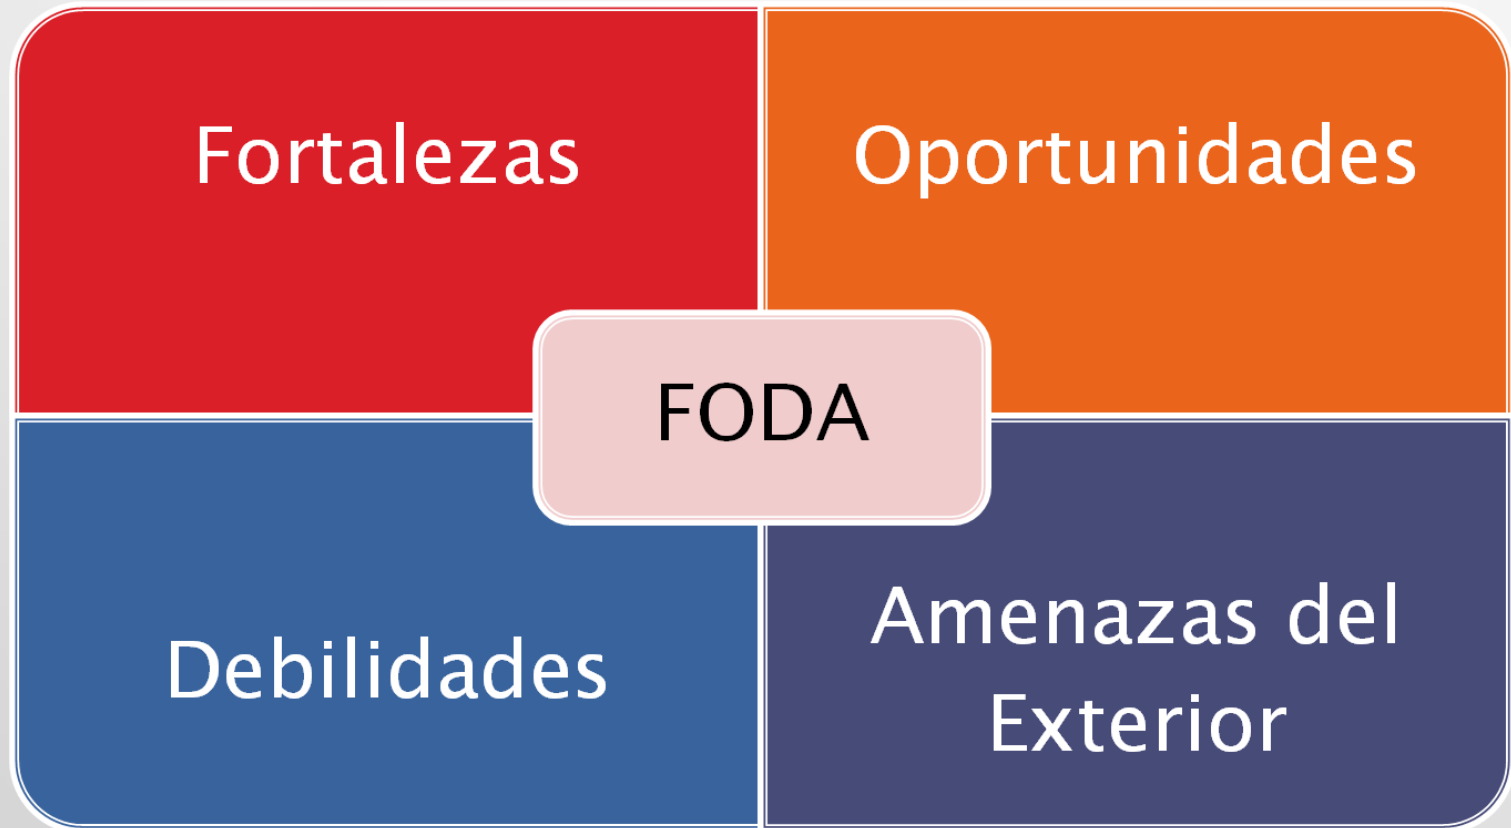 Fortalezas
Oportunidades
FODA
Debilidades
Amenazas del
Exterior